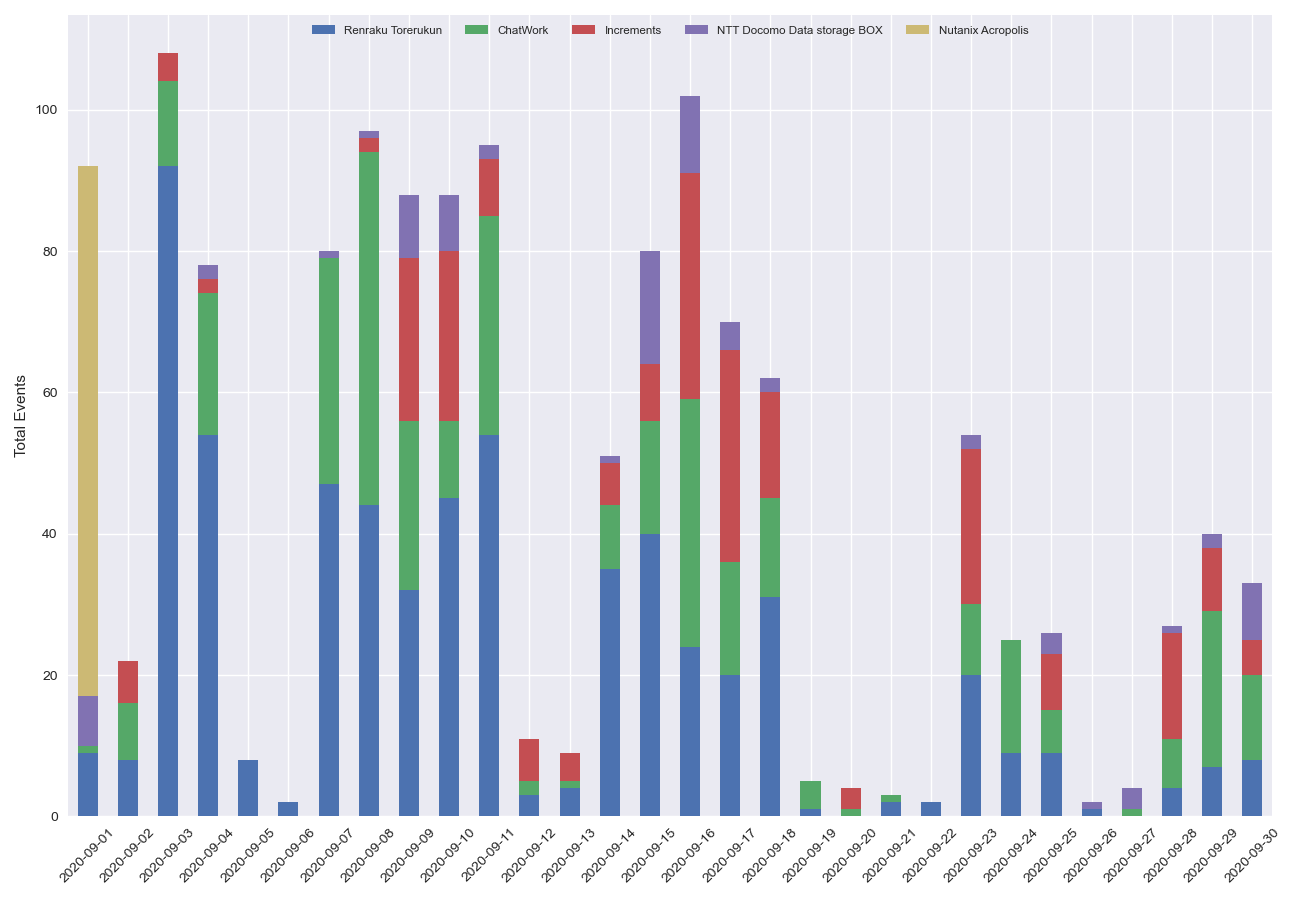 Renraku Torerukun ChatWork Increments NTT Docomo Data storage BOX Nutanix Acropolis
Total Events
100
80
60
40
20
0
2020-09-01 2020-09-02 2020-09-03 2020-09-04 2020-09-05 2020-09-06 2020-09-07 2020-09-08 2020-09-09 2020-09-10 2020-09-11 2020-09-12 2020-09-13 2020-09-14 2020-09-15 2020-09-16 2020-09-17 2020-09-18 2020-09-19 2020-09-20 2020-09-21 2020-09-22 2020-09-23 2020-09-24 2020-09-25 2020-09-26 2020-09-27 2020-09-28 2020-09-29 2020-09-30